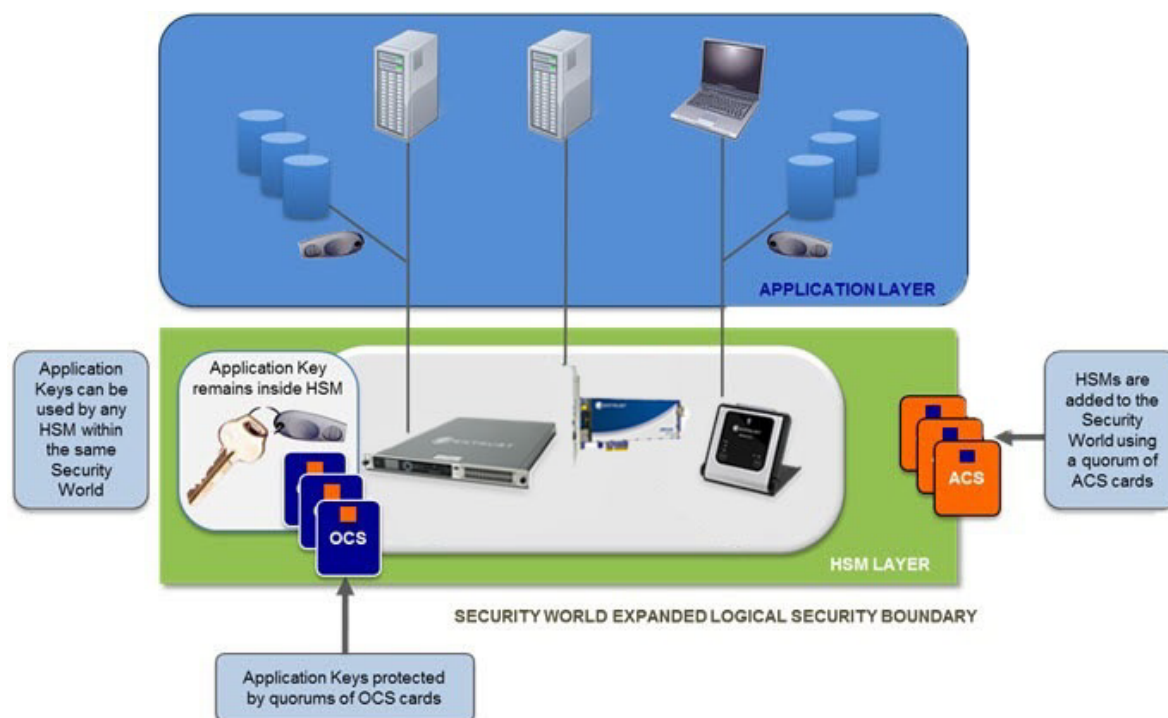 APPLICATION LAYER
Application
Keys can be
used by any
HSM within
the same
Security
World
Application Key
remains inside HSM
OCS
HSMs are
added to the
Security
World using
a quorum of
ACS cards
ACS
HSM LAYER
SECURITY WORLD EXPANDED LOGICAL SECURITY BOUNDARY
Application Keys protected
by quorums of OCS cards